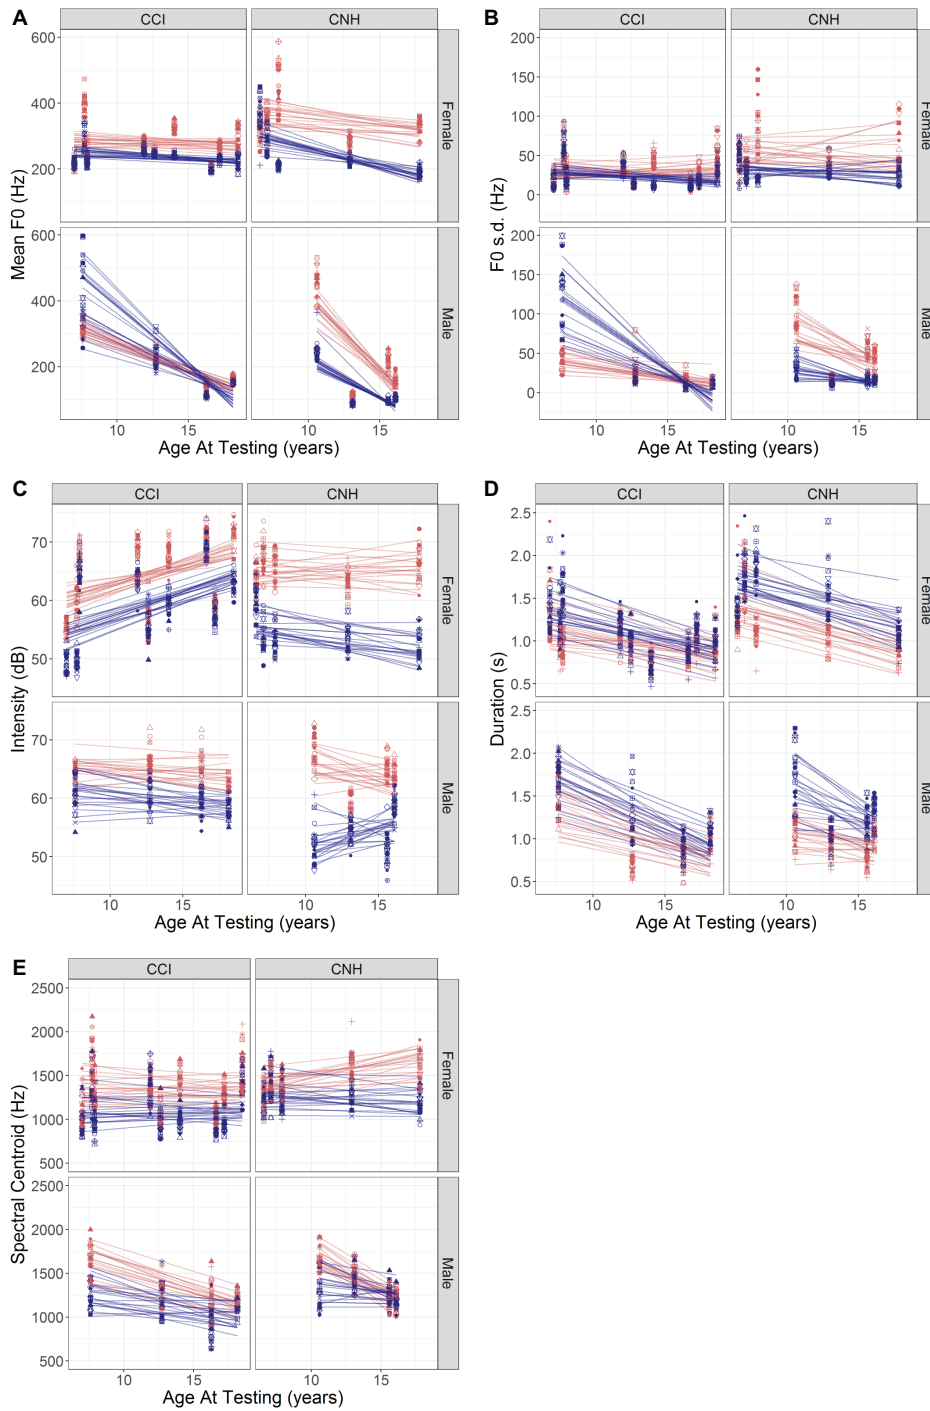 A
B
CCI CNH
CCI CNH
600
400
200
Female
200
150
100
50
0
Female
Mean F0 (Hz)
F0 s.d. (Hz)
600
400
200
Male
200
150
100
50
0
Male
10 15 10 15
10 15 10 15
Age At Testing (years)
Age At Testing (years)
C
D
CCI CNH
CCI CNH
70
60
50
Female
2.5
2.0
1.5
1.0
0.5
Female
Intensity (dB)
Duration (s)
70
60
50
Male
2.5
2.0
1.5
1.0
0.5
Male
10 15 10 15
10 15 10 15
Age At Testing (years)
Age At Testing (years)
E
CCI CNH
2500
2000
1500
1000
500
Female
Spectral Centroid (Hz)
2500
2000
1500
1000
500
Male
10 15 10 15
Age At Testing (years)